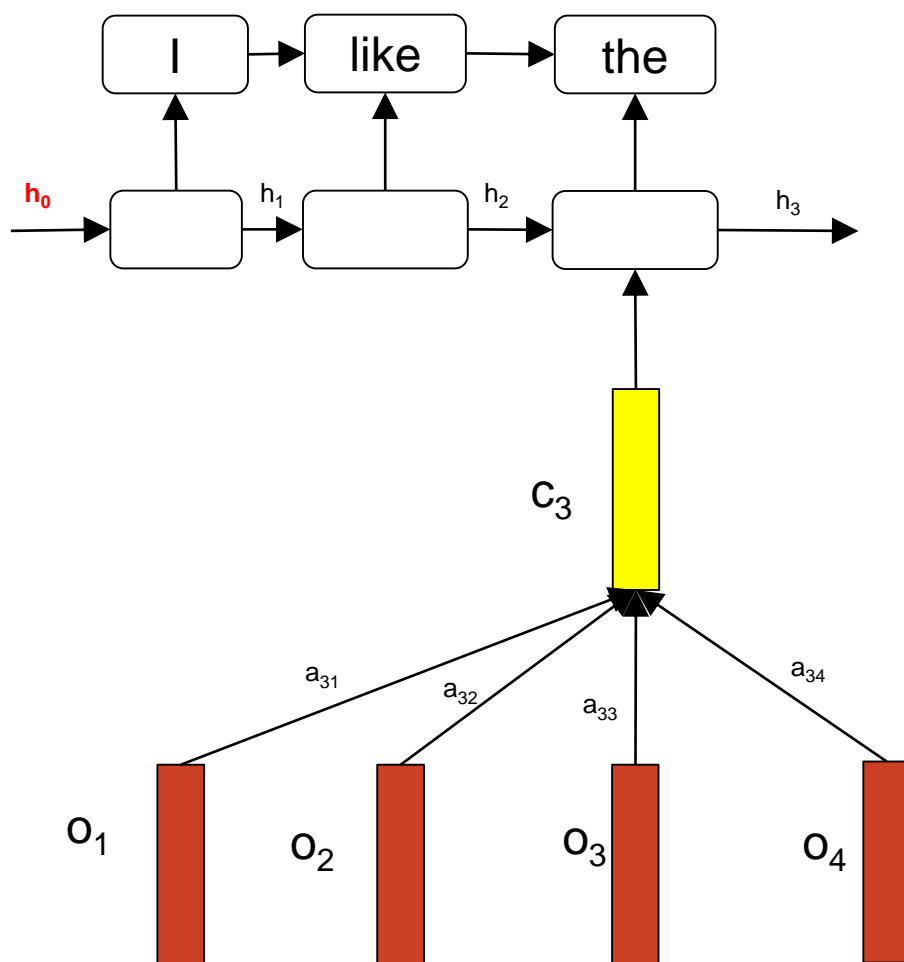 I like the
h₀ h₁ h₂ h₃
c₃
a₃₁ a₃₂ a₃₃ a₃₄
o₁ o₂ o₃ o₄